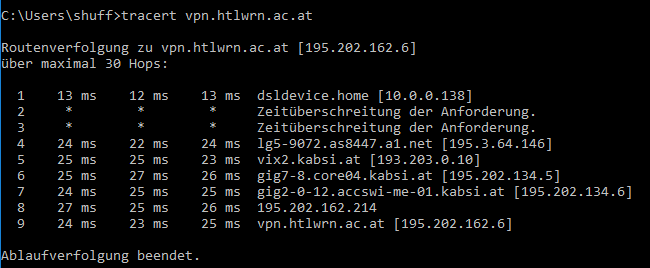 C:\Users\shuff>tracert vpn.htlwrn.ac.at
Routenverfolgung zu vpn.htlwrn.ac.at [195.202.162.6]
über maximal 30 Hops:
1 13 ms 12 ms 13 ms dsldevice.home [10.0.0.138]
2 * * * Zeitüberschreitung der Anforderung.
3 * * * Zeitüberschreitung der Anforderung.
4 24 ms 22 ms 24 ms lg5-9072.as8447.a1.net [195.3.64.146]
5 25 ms 25 ms 23 ms vix2.kabsi.at [193.203.0.10]
6 25 ms 27 ms 26 ms gig7-8.core04.kabsi.at [195.202.134.5]
7 24 ms 25 ms 25 ms gig2-0-12.accswi-me-01.kabsi.at [195.202.134.6]
8 27 ms 25 ms 26 ms 195.202.162.214
9 24 ms 23 ms 25 ms vpn.htlwrn.ac.at [195.202.162.6]
Ablaufverfolgung beendet.